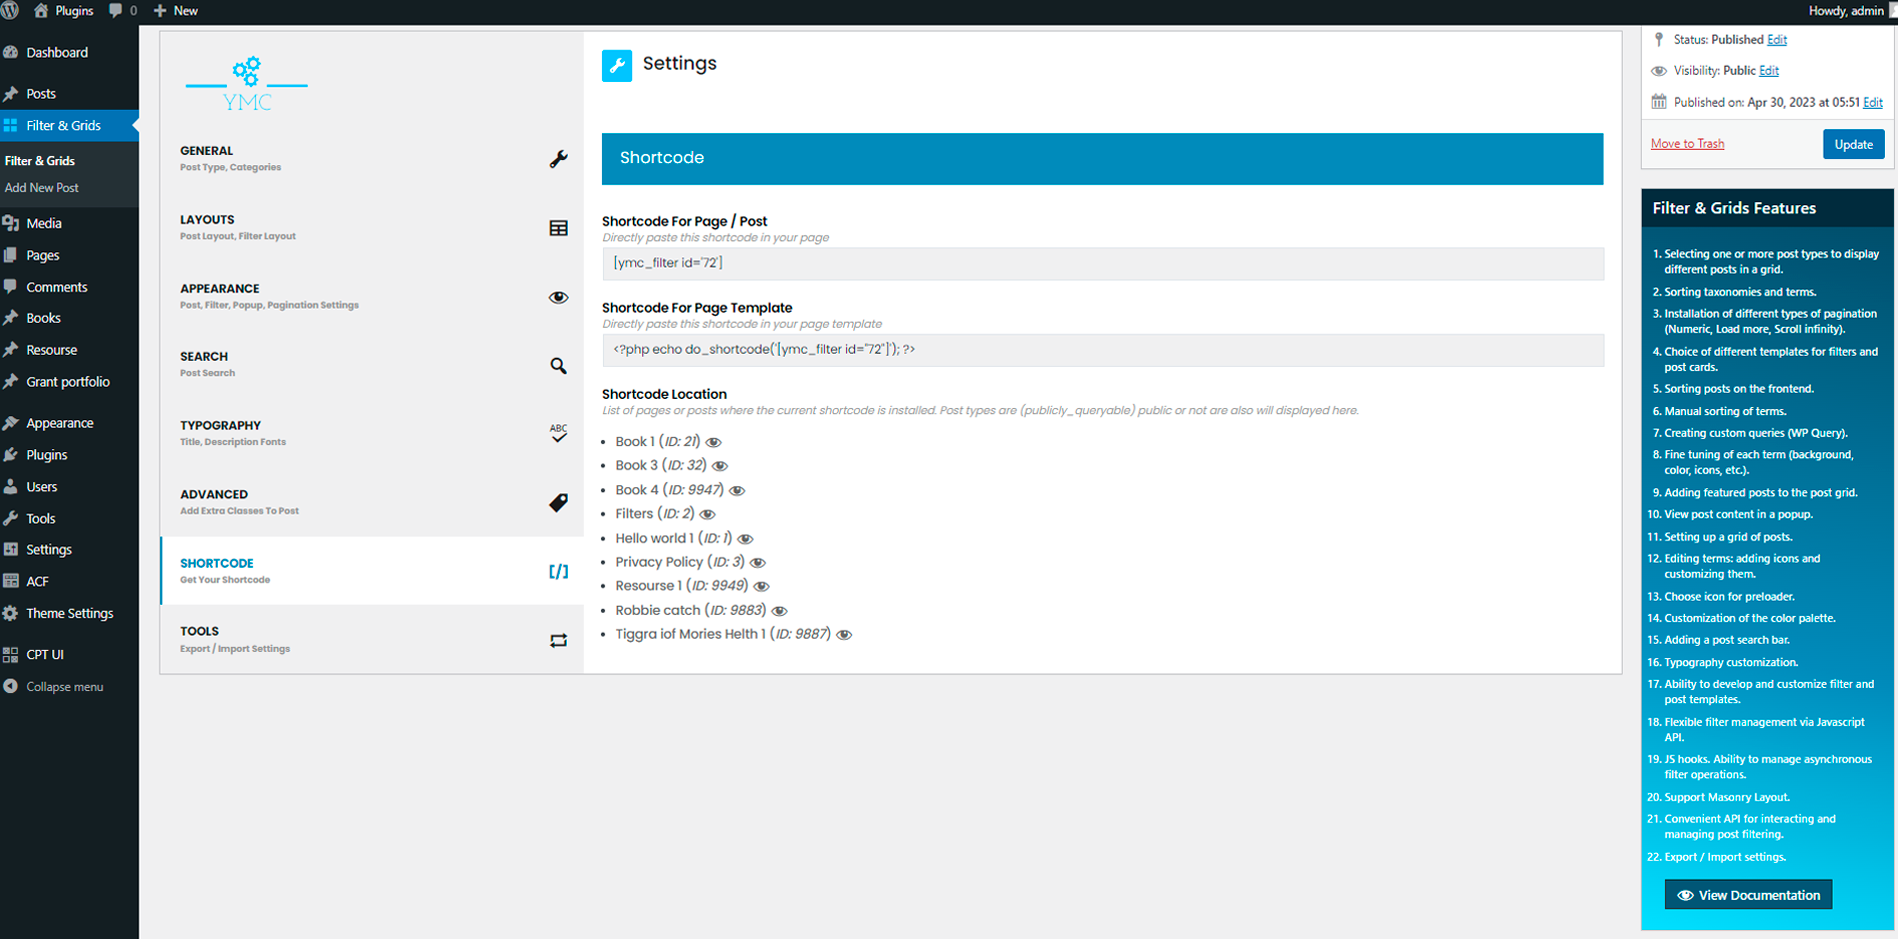 Plugins
0
New
Howdy, admin
Dashboard
Posts
Filter & Grids
Filter & Grids
Add New Post
Media
Pages
Comments
Books
Resourse
Grant portfolio
Appearance
Plugins
Users
Tools
Settings
ACF
Theme Settings
CPT UI
Collapse menu
YMC
GENERAL
Post Type, Categories
LAYOUTS
Post Layout, Filter Layout
APPEARANCE
Post, Filter, Popup, Pagination Settings
SEARCH
Post Search
TYPOGRAPHY
Title, Description Fonts
ABC
ADVANCED
Add Extra Classes To Post
SHORTCODE
Get Your Shortcode
[/]
TOOLS
Export / Import Settings
Settings
Shortcode
Shortcode For Page / Post
Directly paste this shortcode in your page
[ymc_filter id='72']
Shortcode For Page Template
Directly paste this shortcode in your page template
<?php echo do_shortcode('[ymc_filter id="72"]'); ?>
Shortcode Location
List of pages or posts where the current shortcode is installed. Post types are (publicly_queryable) public or not are also will displayed here.
• Book 1 (ID: 21)
• Book 3 (ID: 32)
• Book 4 (ID: 9947)
• Filters (ID: 2)
• Hello world 1 (ID: 1)
• Privacy Policy (ID: 3)
• Resourse 1 (ID: 9949)
• Robbie catch (ID: 9883)
• Tiggra iof Mories Helth 1 (ID: 9887)
Status: Published Edit
Visibility: Public Edit
Published on: Apr 30, 2023 at 05:51 Edit
Move to Trash
Update
Filter & Grids Features
1. Selecting one or more post types to display
different posts in a grid.
2. Sorting taxonomies and terms.
3. Installation of different types of pagination
(Numeric, Load more, Scroll infinity).
4. Choice of different templates for filters and
post cards.
5. Sorting posts on the frontend.
6. Manual sorting of terms.
7. Creating custom queries (WP Query).
8. Fine tuning of each term (background,
color, icons, etc.).
9. Adding featured posts to the post grid.
10. View post content in a popup.
11. Setting up a grid of posts.
12. Editing terms: adding icons and
customizing them.
13. Choose icon for preloader.
14. Customization of the color palette.
15. Adding a post search bar.
16. Typography customization.
17. Ability to develop and customize filter and
post templates.
18. Flexible filter management via Javascript
API.
19. JS hooks. Ability to manage asynchronous
filter operations.
20. Support Masonry Layout.
21. Convenient API for interacting and
managing post filtering.
22. Export / Import settings.
View Documentation